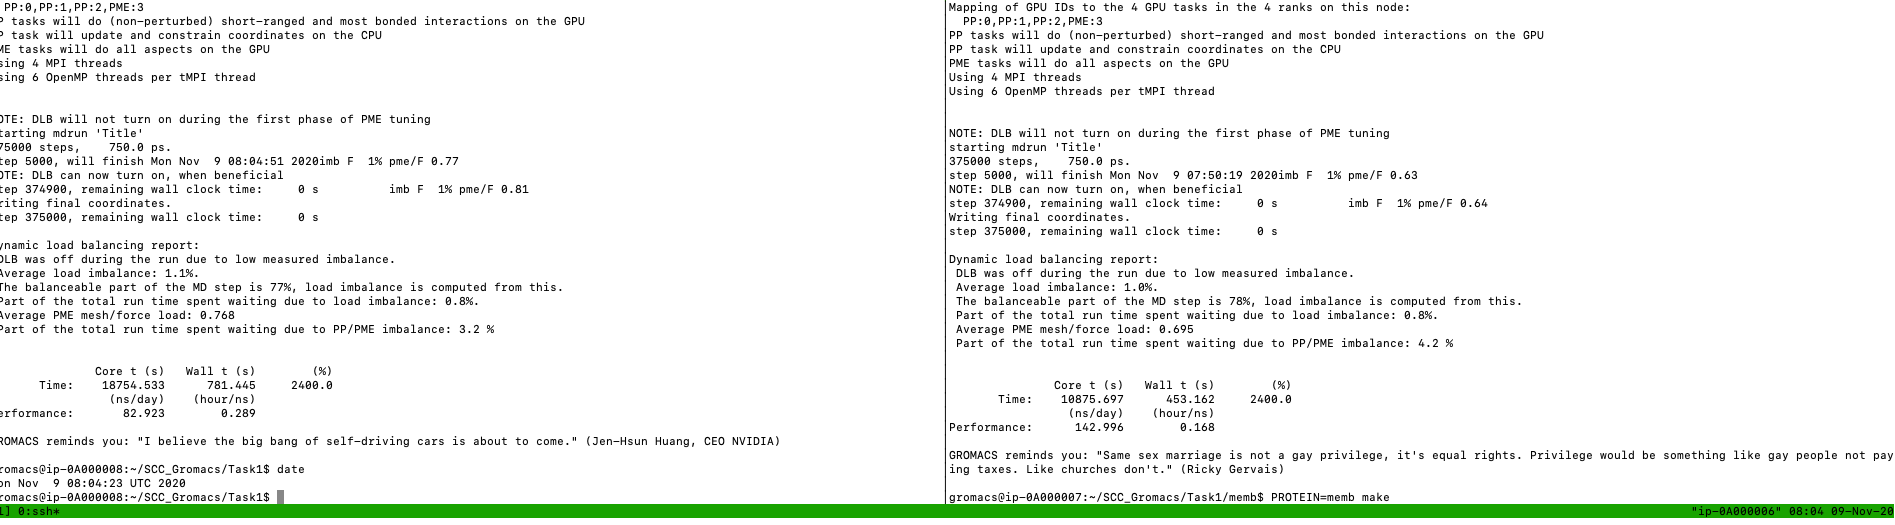 PP:0,PP:1,PP:2,PME:3
P tasks will do (non-perturbed) short-ranged and most bonded interactions on the GPU
P task will update and constrain coordinates on the CPU
ME tasks will do all aspects on the GPU
sing 4 MPI threads
sing 6 OpenMP threads per tMPI thread
OTE: DLB will not turn on during the first phase of PME tuning
tarting mdrun 'Title'
75000 steps,    750.0 ps.
tep 5000, will finish Mon Nov  9 08:04:51 2020imb F  1% pme/F 0.77
OTE: DLB can now turn on, when beneficial
tep 374900, remaining wall clock time:     0 s          imb F  1% pme/F 0.81
riting final coordinates.
tep 375000, remaining wall clock time:     0 s
ynamic load balancing report:
DLB was off during the run due to low measured imbalance.
Average load imbalance: 1.1%.
The balanceable part of the MD step is 77%, load imbalance is computed from this.
Part of the total run time spent waiting due to load imbalance: 0.8%.
Average PME mesh/force load: 0.768
Part of the total run time spent waiting due to PP/PME imbalance: 3.2 %
Core t (s)   Wall t (s)        (%)
Time:    18754.533      781.445     2400.0
(ns/day)    (hour/ns)
erformance:       82.923        0.289
ROMACS reminds you: "I believe the big bang of self-driving cars is about to come." (Jen-Hsun Huang, CEO NVIDIA)
romacs@ip-0A000008:~/SCC_Gromacs/Task1$ date
on Nov  9 08:04:23 UTC 2020
romacs@ip-0A000008:~/SCC_Gromacs/Task1$
Mapping of GPU IDs to the 4 GPU tasks in the 4 ranks on this node:
PP:0,PP:1,PP:2,PME:3
PP tasks will do (non-perturbed) short-ranged and most bonded interactions on the GPU
PP task will update and constrain coordinates on the CPU
PME tasks will do all aspects on the GPU
Using 4 MPI threads
Using 6 OpenMP threads per tMPI thread
NOTE: DLB will not turn on during the first phase of PME tuning
starting mdrun 'Title'
375000 steps,    750.0 ps.
step 5000, will finish Mon Nov  9 07:50:19 2020imb F  1% pme/F 0.63
NOTE: DLB can now turn on, when beneficial
step 374900, remaining wall clock time:     0 s          imb F  1% pme/F 0.64
Writing final coordinates.
step 375000, remaining wall clock time:     0 s
Dynamic load balancing report:
DLB was off during the run due to low measured imbalance.
Average load imbalance: 1.0%.
The balanceable part of the MD step is 78%, load imbalance is computed from this.
Part of the total run time spent waiting due to load imbalance: 0.8%.
Average PME mesh/force load: 0.695
Part of the total run time spent waiting due to PP/PME imbalance: 4.2 %
Core t (s)   Wall t (s)        (%)
Time:    10875.697      453.162     2400.0
(ns/day)    (hour/ns)
Performance:      142.996        0.168
GROMACS reminds you: "Same sex marriage is not a gay privilege, it's equal rights. Privilege would be something like gay people not pay
ing taxes. Like churches don't." (Ricky Gervais)
gromacs@ip-0A000007:~/SCC_Gromacs/Task1/memb$ PROTEIN=memb make
1] 0:ssh* "ip-0A000006" 08:04 09-Nov-20